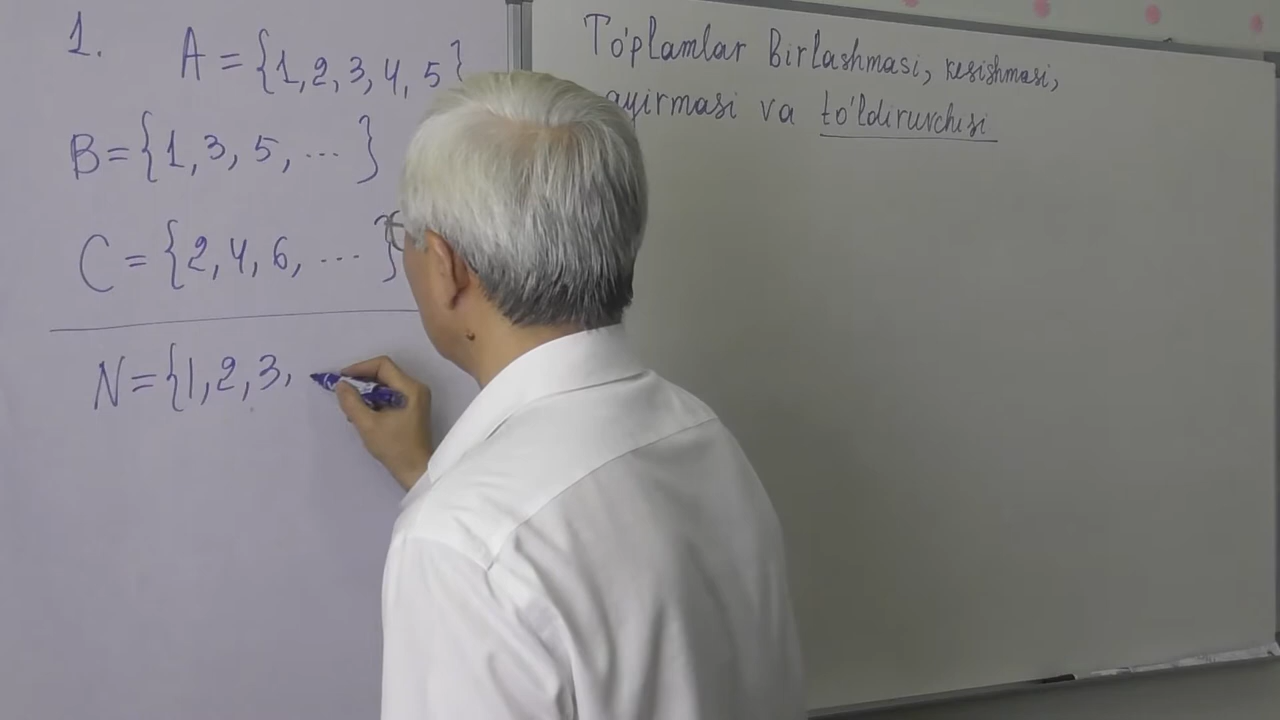 1.
A = {1, 2, 3, 4, 5}
B = {1, 3, 5, ... }
C = {2, 4, 6, ... }
N = {1, 2, 3,
To'plamlar Birlashmasi, kesishmasi,
ayirmasi va to'ldiruvchisi